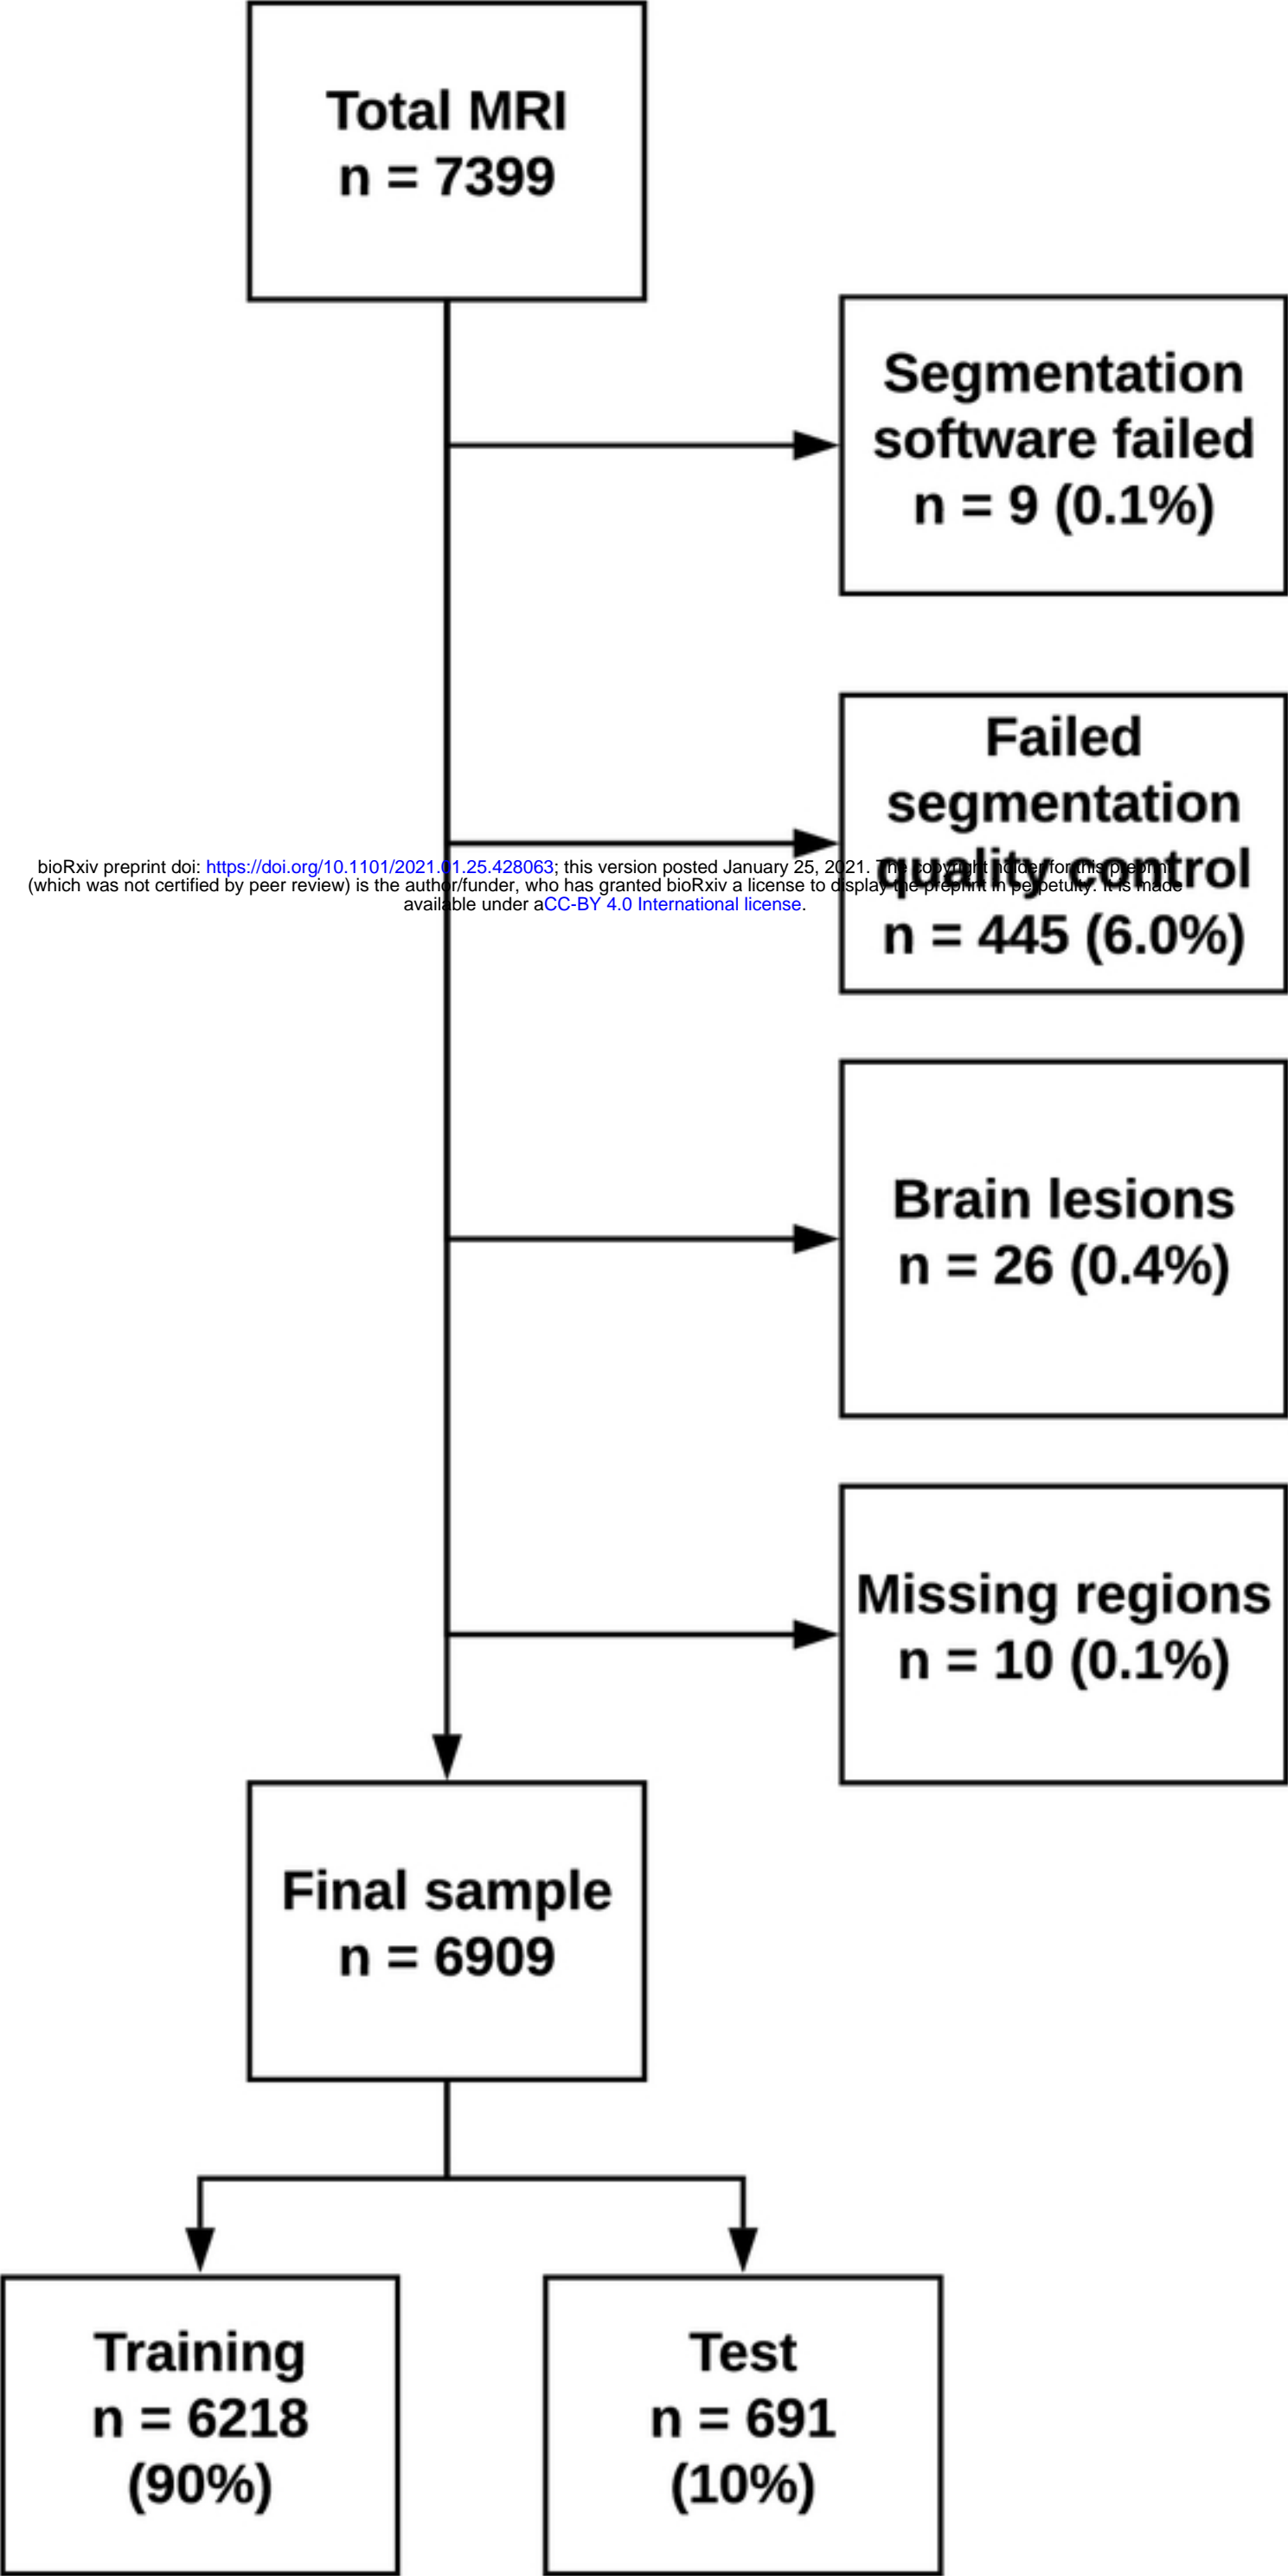 Total MRI
n = 7399
Segmentation
software failed
n = 9 (0.1%)
Failed
segmentation
quality control
n = 445 (6.0%)
bioRxiv preprint doi: https://doi.org/10.1101/2021.01.25.428063; this version posted January 25, 2021. The copyright holder for this preprint
(which was not certified by peer review) is the author/funder, who has granted bioRxiv a license to display the preprint in perpetuity. It is made
available under aCC-BY 4.0 International license.
Brain lesions
n = 26 (0.4%)
Missing regions
n = 10 (0.1%)
Final sample
n = 6909
Training
n = 6218
(90%)
Test
n = 691
(10%)